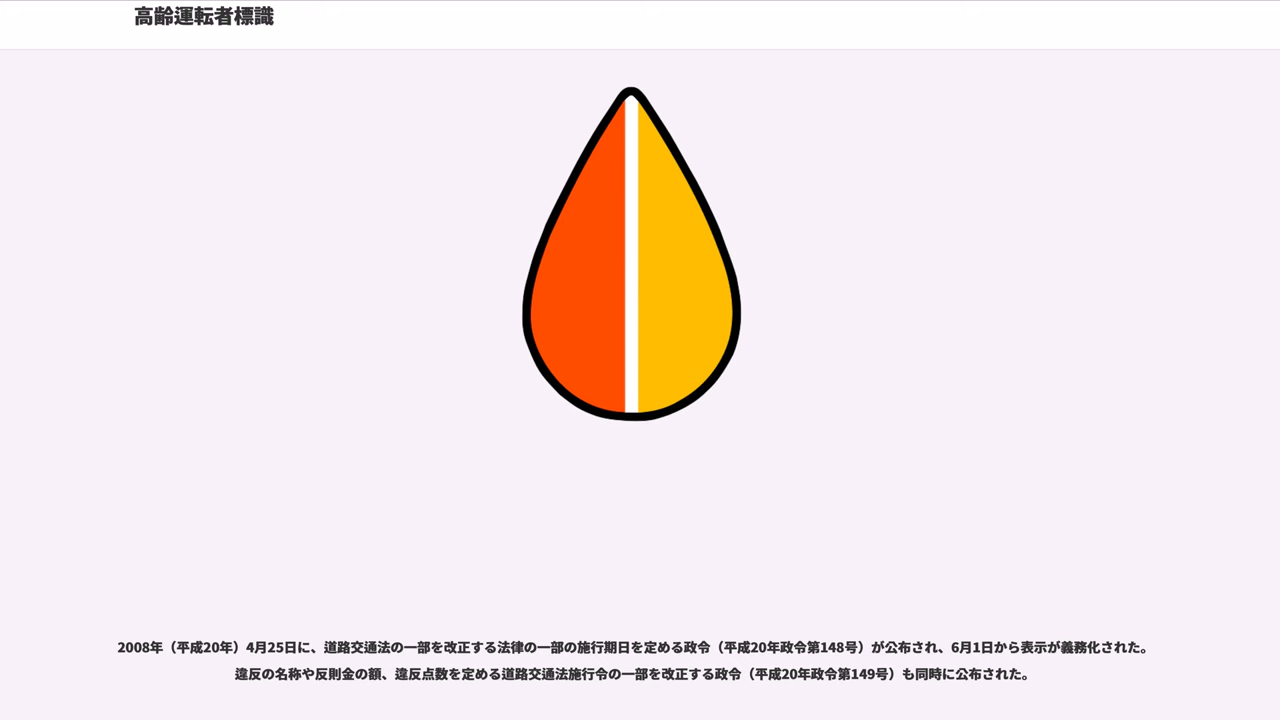 高齢運転者標識
2008年（平成20年）4月25日に、道路交通法の一部を改正する法律の一部の施行期日を定める政令（平成20年政令第148号）が公布され、6月1日から表示が義務化された。
違反の名称や反則金の額、違反点数を定める道路交通法施行令の一部を改正する政令（平成20年政令第149号）も同時に公布された。